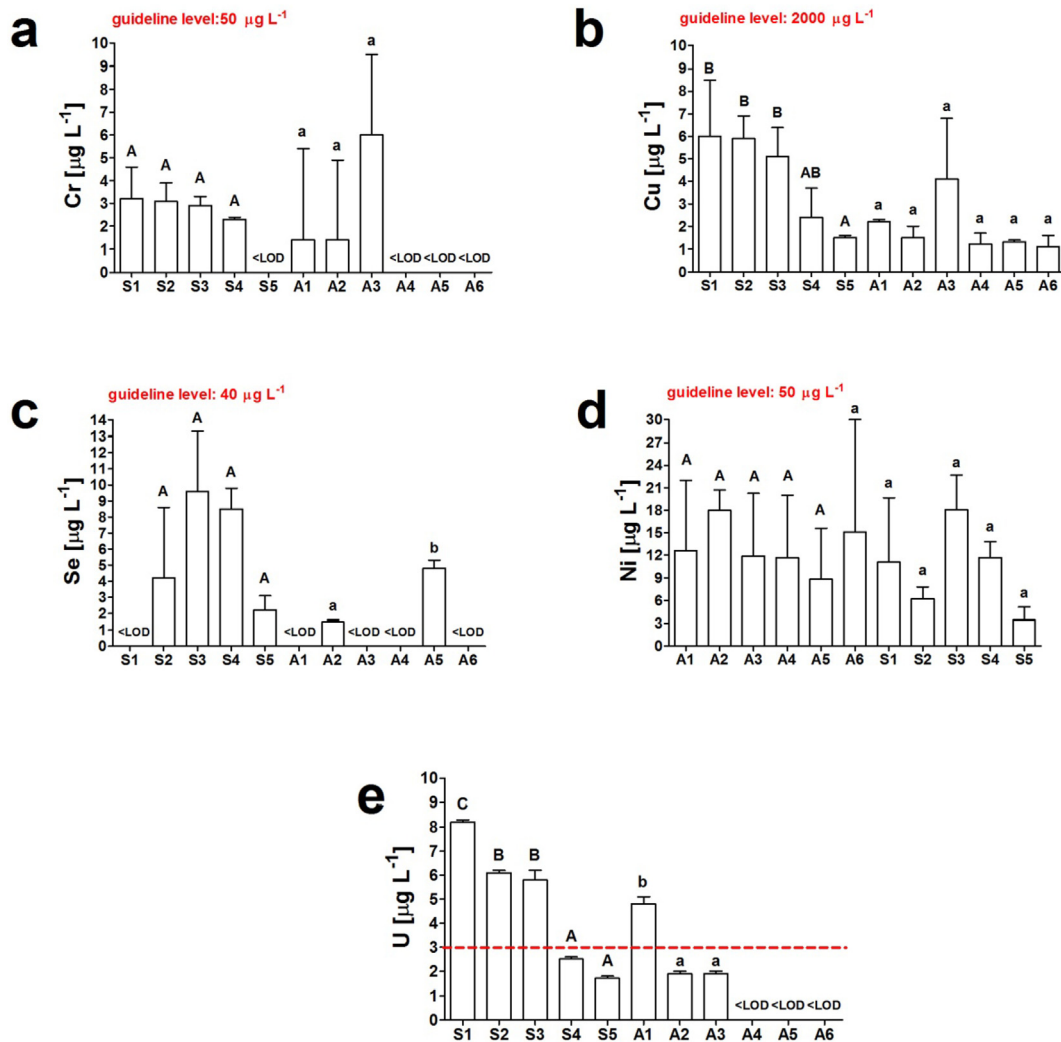 a
guideline level:50 μg L⁻¹
Cr [μg L⁻¹]
10
9
8
7
6
5
4
3
2
1
0
A A A A <LOD a a a <LOD <LOD <LOD
S1 S2 S3 S4 S5 A1 A2 A3 A4 A5 A6
b
guideline level: 2000 μg L⁻¹
Cu [μg L⁻¹]
10
9
8
7
6
5
4
3
2
1
0
B B B AB A a a a a a a
S1 S2 S3 S4 S5 A1 A2 A3 A4 A5 A6
c
guideline level: 40 μg L⁻¹
Se [μg L⁻¹]
14
13
12
11
10
9
8
7
6
5
4
3
2
1
0
<LOD A A A A <LOD a <LOD <LOD b <LOD
S1 S2 S3 S4 S5 A1 A2 A3 A4 A5 A6
d
guideline level: 50 μg L⁻¹
Ni [μg L⁻¹]
30
27
24
21
18
15
12
9
6
3
0
A A A A A a a a a a a
A1 A2 A3 A4 A5 A6 S1 S2 S3 S4 S5
e
U [μg L⁻¹]
10
9
8
7
6
5
4
3
2
1
0
C B B A A b a a <LOD <LOD <LOD
S1 S2 S3 S4 S5 A1 A2 A3 A4 A5 A6